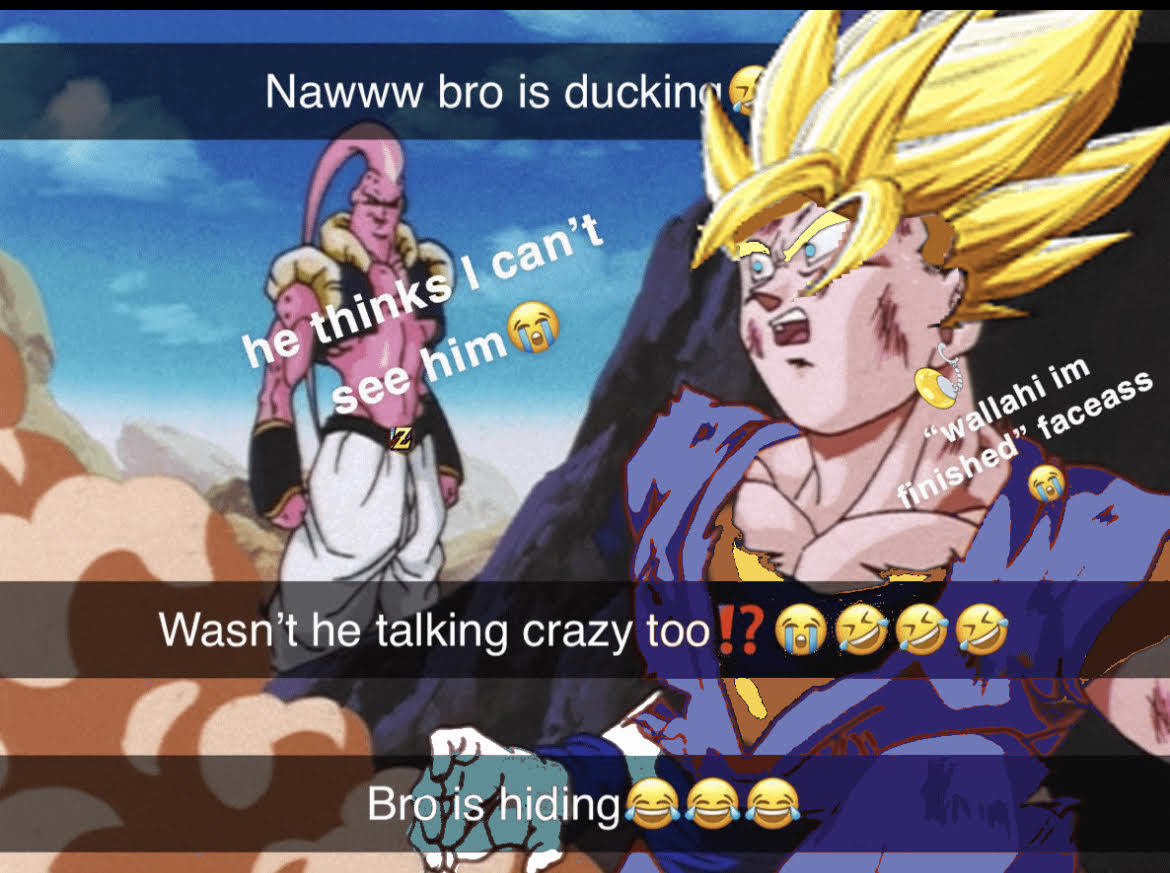 Nawww bro is ducking🤣
he thinks I can’t
see him😭
Z
“wallahi im
finished” faceass
😭
Wasn’t he talking crazy too⁉️😭🤣🤣🤣
Bro is hiding😂😂😂